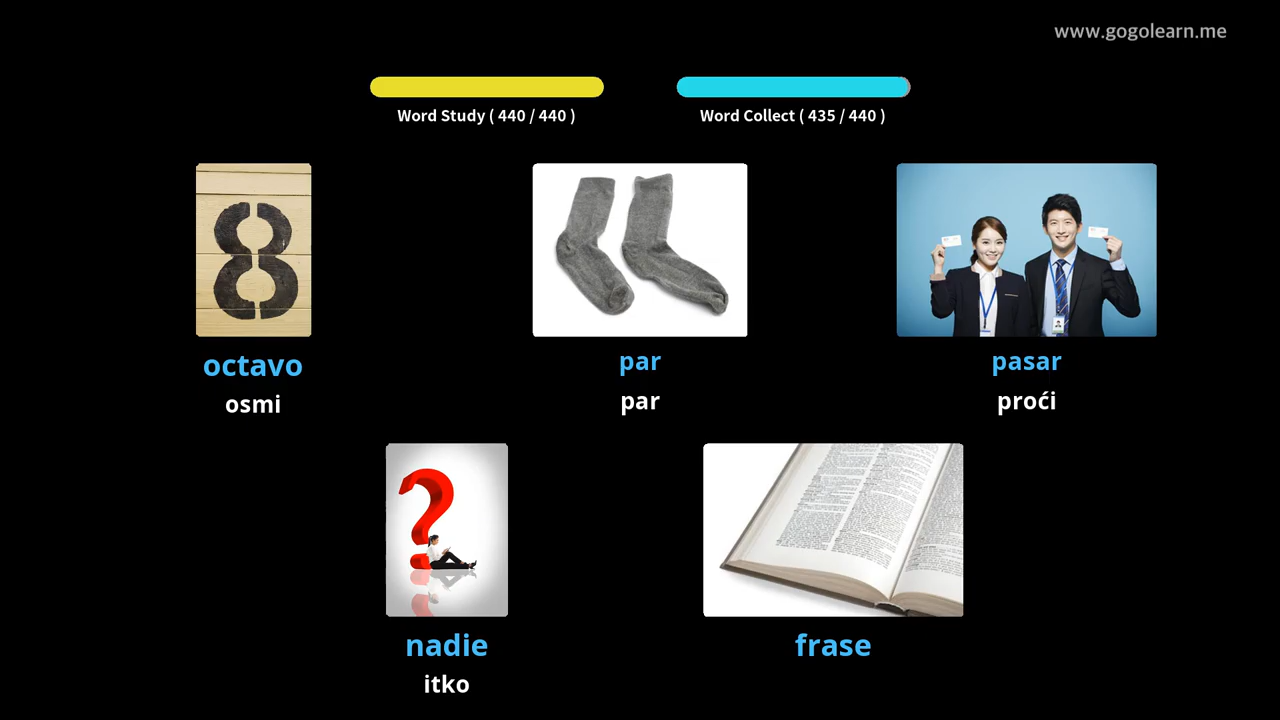 www.gogolearn.me
Word Study ( 440 / 440 )
Word Collect ( 435 / 440 )
8
octavo
osmi
par
par
pasar
proći
nadie
itko
frase